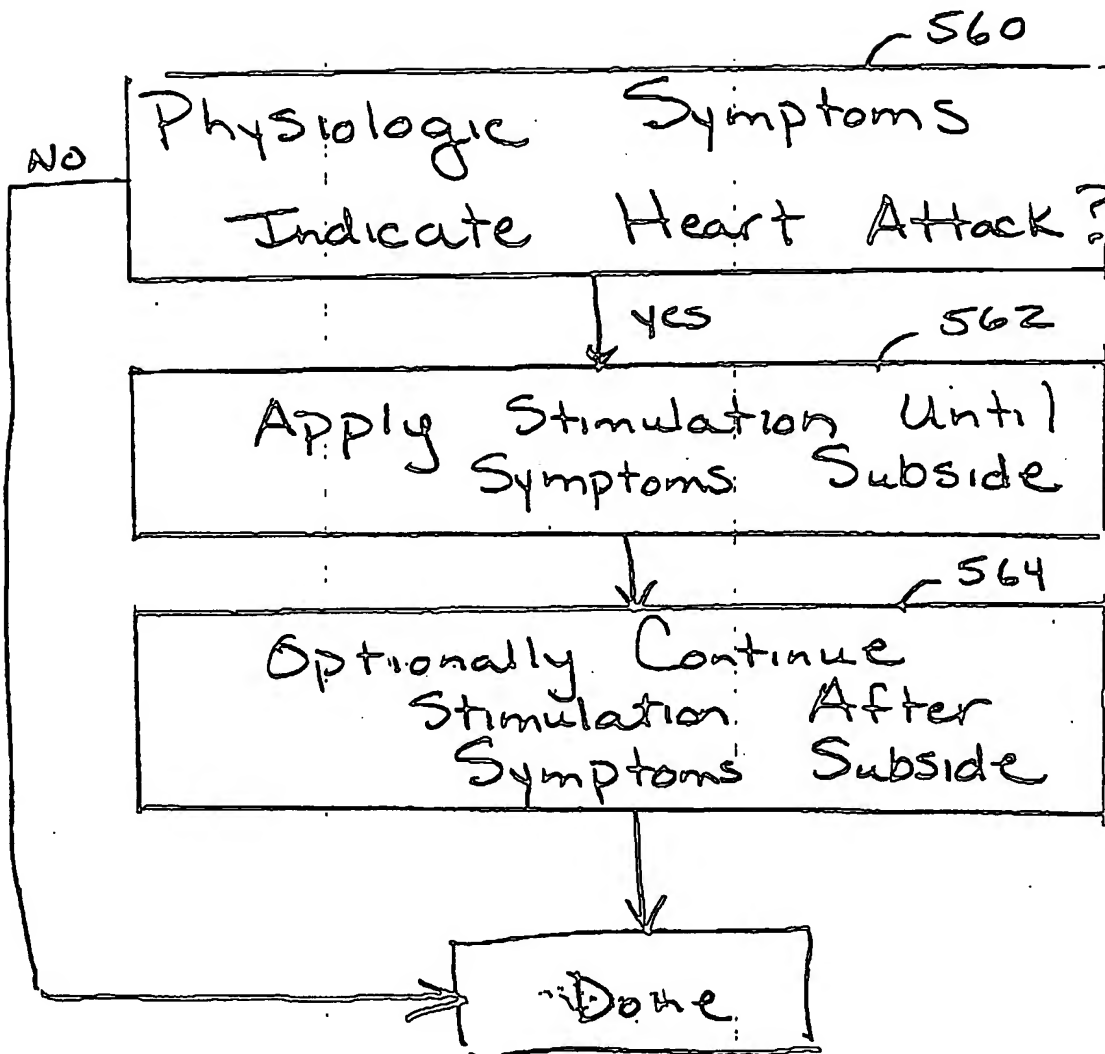 560
Physiologic Symptoms
NO
Indicate Heart Attack?
yes
562
Apply Stimulation Until
Symptoms Subside
564
Optionally Continue
Stimulation After
Symptoms Subside
Done